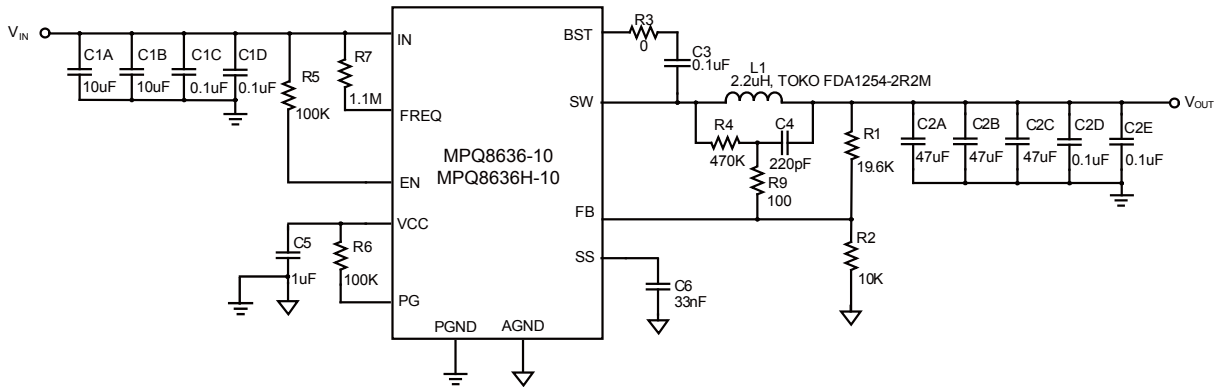 V_IN
C1A
10uF
C1B
10uF
C1C
0.1uF
C1D
0.1uF
R5
100K
R7
1.1M
IN
FREQ
EN
VCC
PG
PGND
AGND
BST
SW
FB
SS
MPQ8636-10
MPQ8636H-10
C5
1uF
R6
100K
R3
0
C3
0.1uF
L1
2.2uH, TOKO FDA1254-2R2M
R4
470K
C4
220pF
R9
100
R1
19.6K
R2
10K
C6
33nF
C2A
47uF
C2B
47uF
C2C
47uF
C2D
0.1uF
C2E
0.1uF
V_OUT